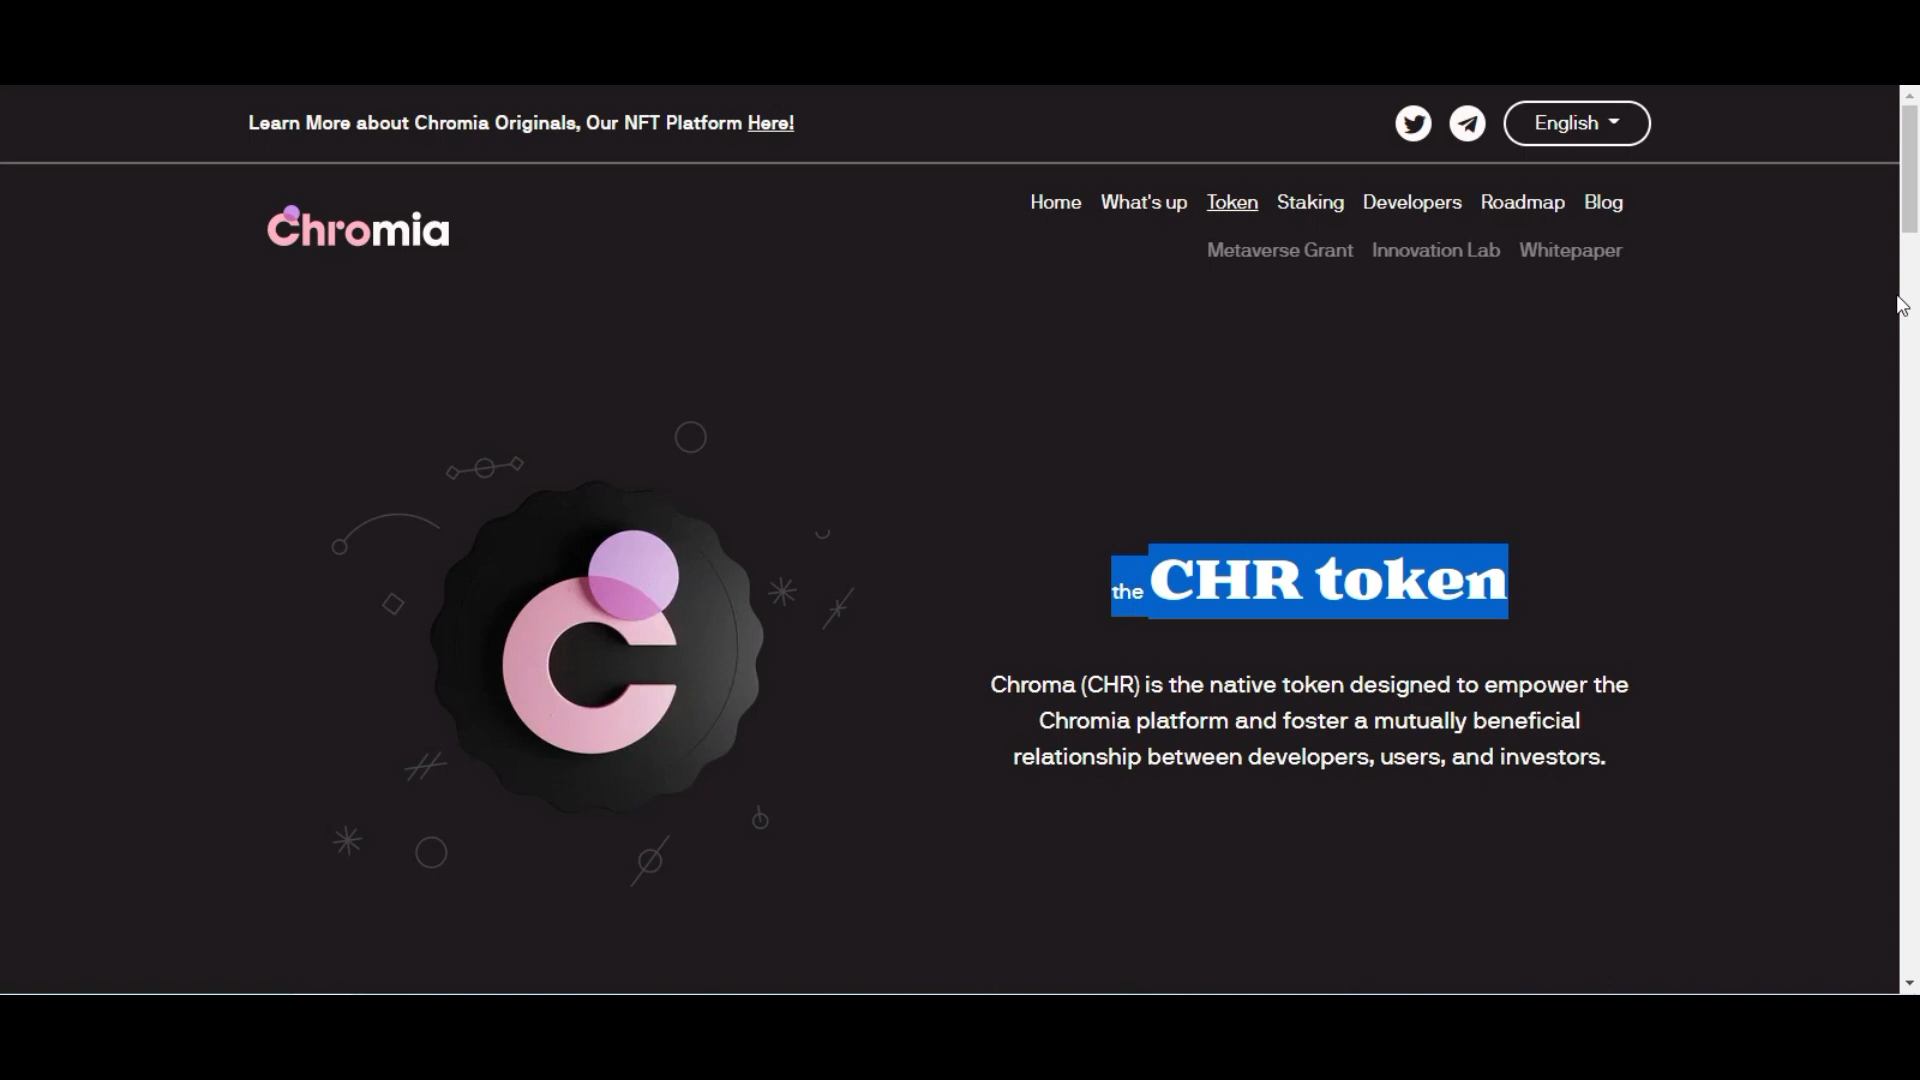 Learn More about Chromia Originals, Our NFT Platform Here!
English
Chromia
Home What's up Token Staking Developers Roadmap Blog
Metaverse Grant Innovation Lab Whitepaper
the CHR token
Chroma (CHR) is the native token designed to empower the
Chromia platform and foster a mutually beneficial
relationship between developers, users, and investors.